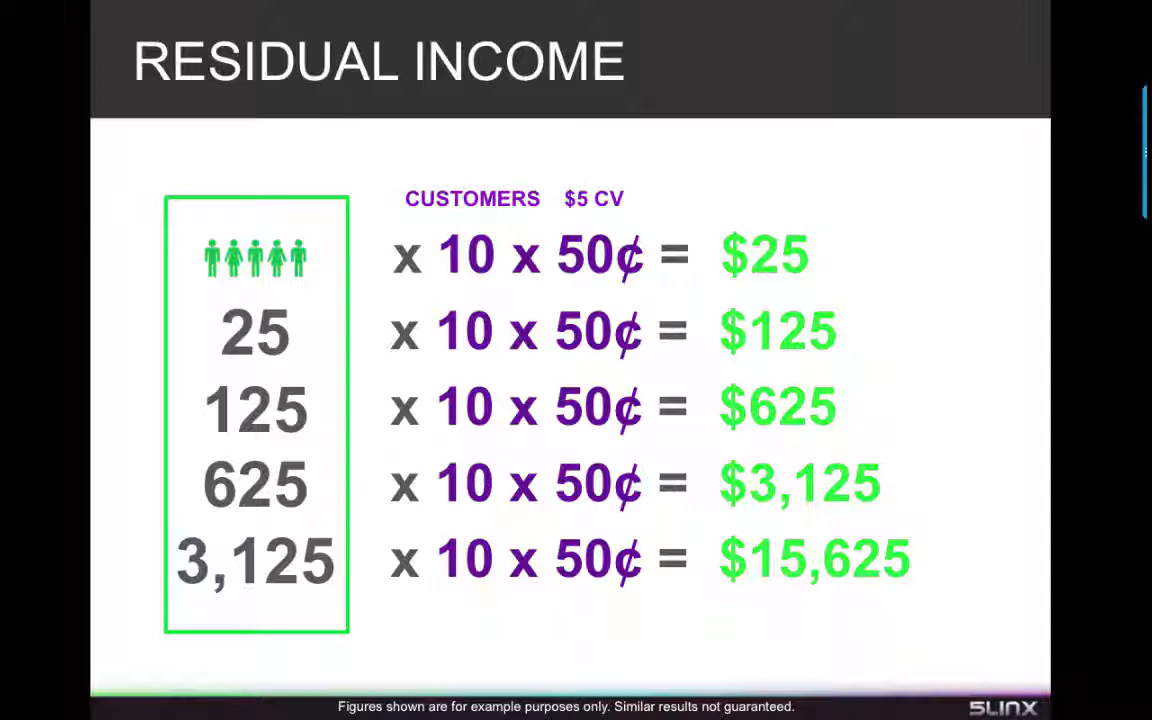 RESIDUAL INCOME
CUSTOMERS $5 CV
x 10 x 50¢ = $25
25 x 10 x 50¢ = $125
125 x 10 x 50¢ = $625
625 x 10 x 50¢ = $3,125
3,125 x 10 x 50¢ = $15,625
Figures shown are for example purposes only. Similar results not guaranteed.
5LINX